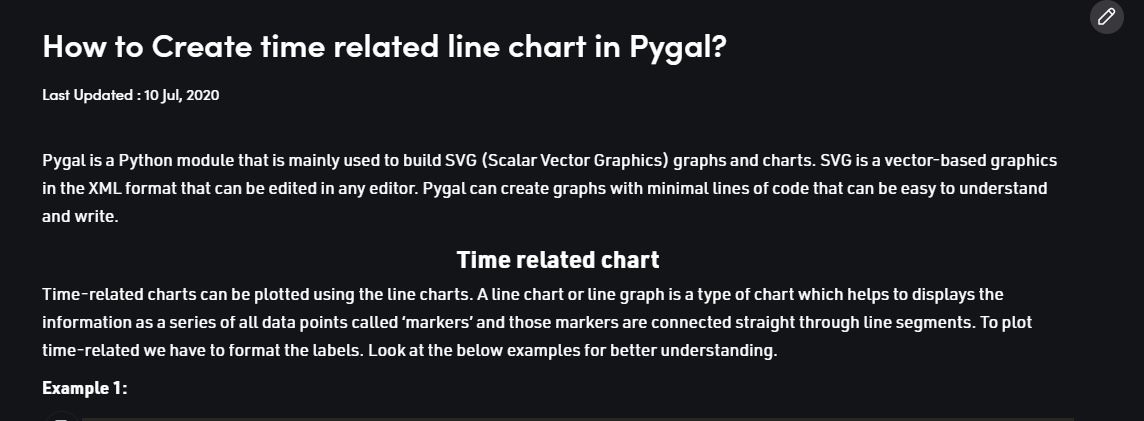 How to Create time related line chart in Pygal?
Last Updated : 10 Jul, 2020
Pygal is a Python module that is mainly used to build SVG (Scalar Vector Graphics) graphs and charts. SVG is a vector-based graphics
in the XML format that can be edited in any editor. Pygal can create graphs with minimal lines of code that can be easy to understand
and write.
Time related chart
Time-related charts can be plotted using the line charts. A line chart or line graph is a type of chart which helps to displays the
information as a series of all data points called ‘markers’ and those markers are connected straight through line segments. To plot
time-related we have to format the labels. Look at the below examples for better understanding.
Example 1: